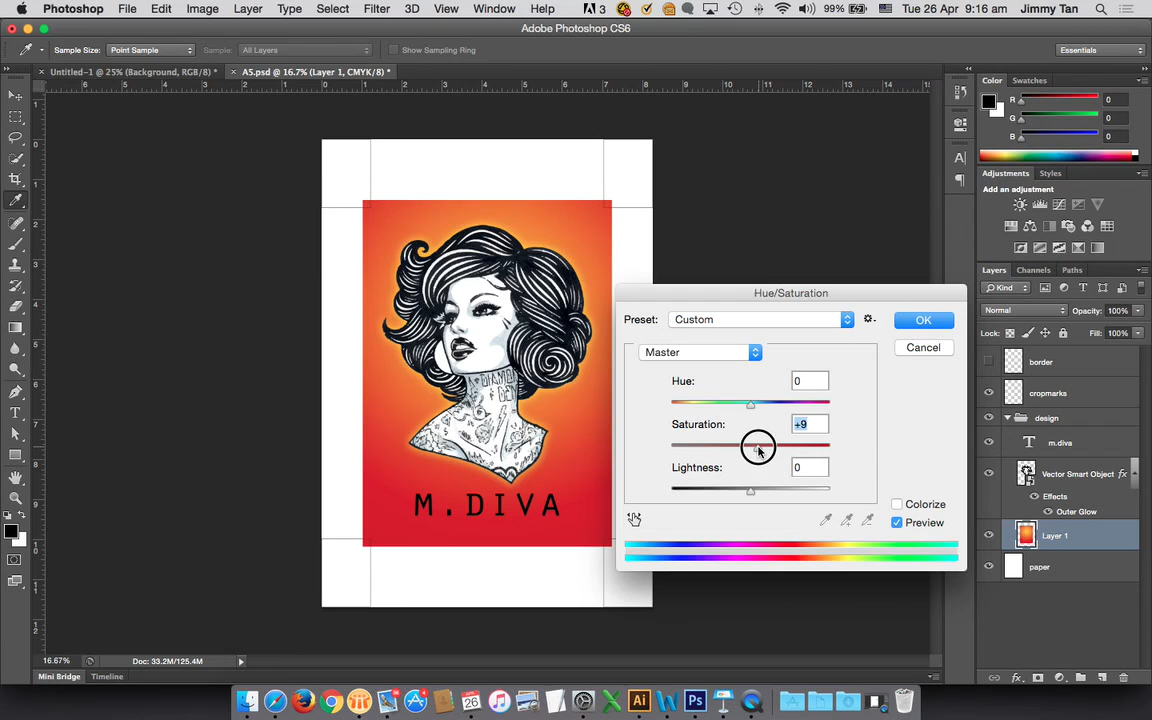 Photoshop File Edit Image Layer Type Select Filter 3D View Window Help 3 99% Tue 26 Apr 9:16 am Jimmy Tan
Adobe Photoshop CS6
Sample Size: Point Sample Sample: All Layers Show Sampling Ring Essentials
Untitled-1 @ 25% (Background, RGB/8) * A5.psd @ 16.7% (Layer 1, CMYK/8) *
Color Swatches
R 0
G 0
B 0
Adjustments Styles
Add an adjustment
Layers Channels Paths
Kind
Normal Opacity: 100%
Lock: Fill: 100%
border
cropmarks
design
m.diva
Vector Smart Object fx
Effects
Outer Glow
Layer 1
paper
M.DIVA
Hue/Saturation
Preset: Custom OK
Master Cancel
Hue: 0
Saturation: +9
Lightness: 0
Colorize
Preview
16.67% Doc: 33.2M/125.4M
Mini Bridge Timeline